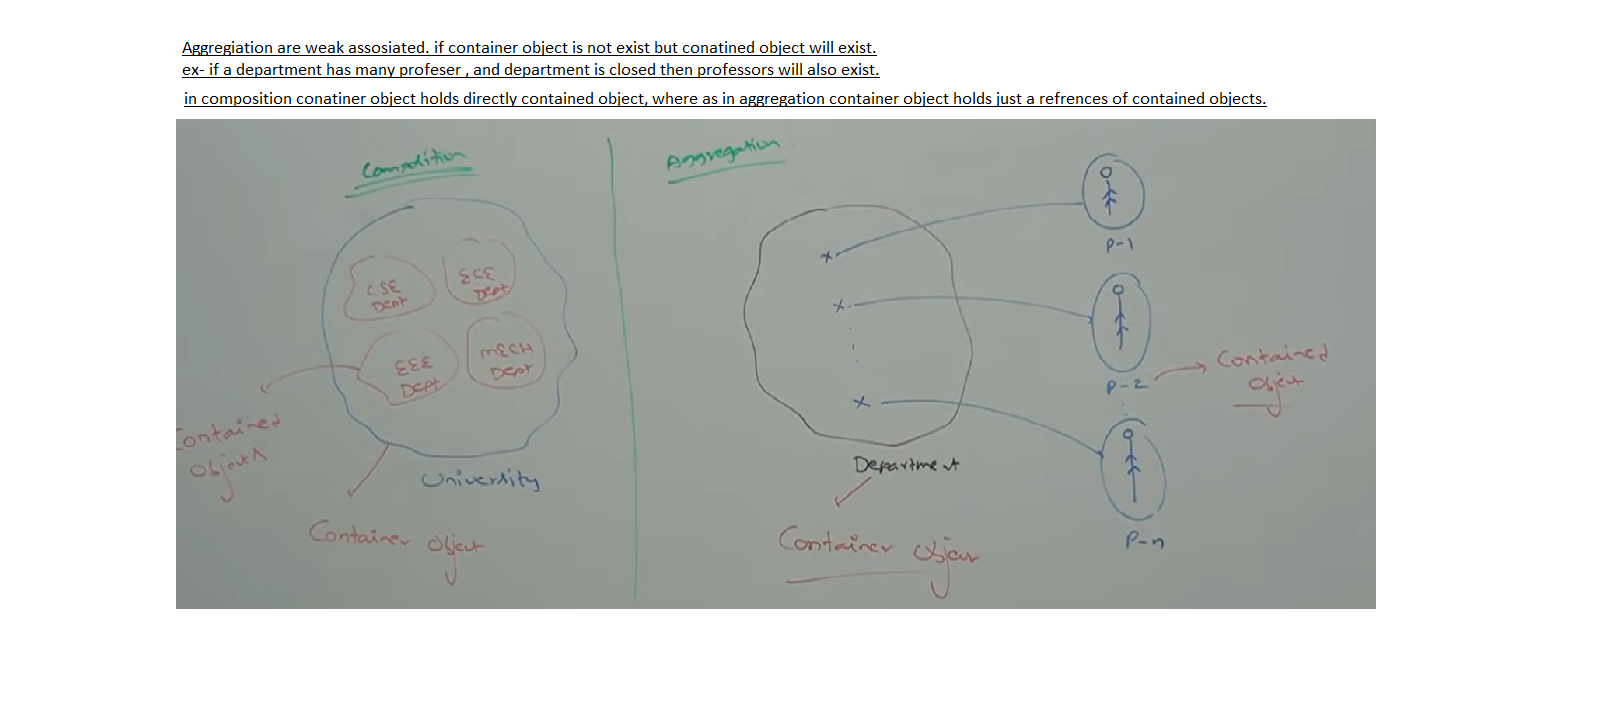 Aggregiation are weak assosiated. if container object is not exist but conatined object will exist.
ex- if a department has many profeser , and department is closed then professors will also exist.
in composition conatiner object holds directly contained object, where as in aggregation container object holds just a refrences of contained objects.
Composition
Aggregation
CSE
Dept
ECE
Dept
EEE
Dept
MECH
Dept
Contained
Object
University
Container Object
Department
Container Object
P-1
P-2
P-n
Contained
Object